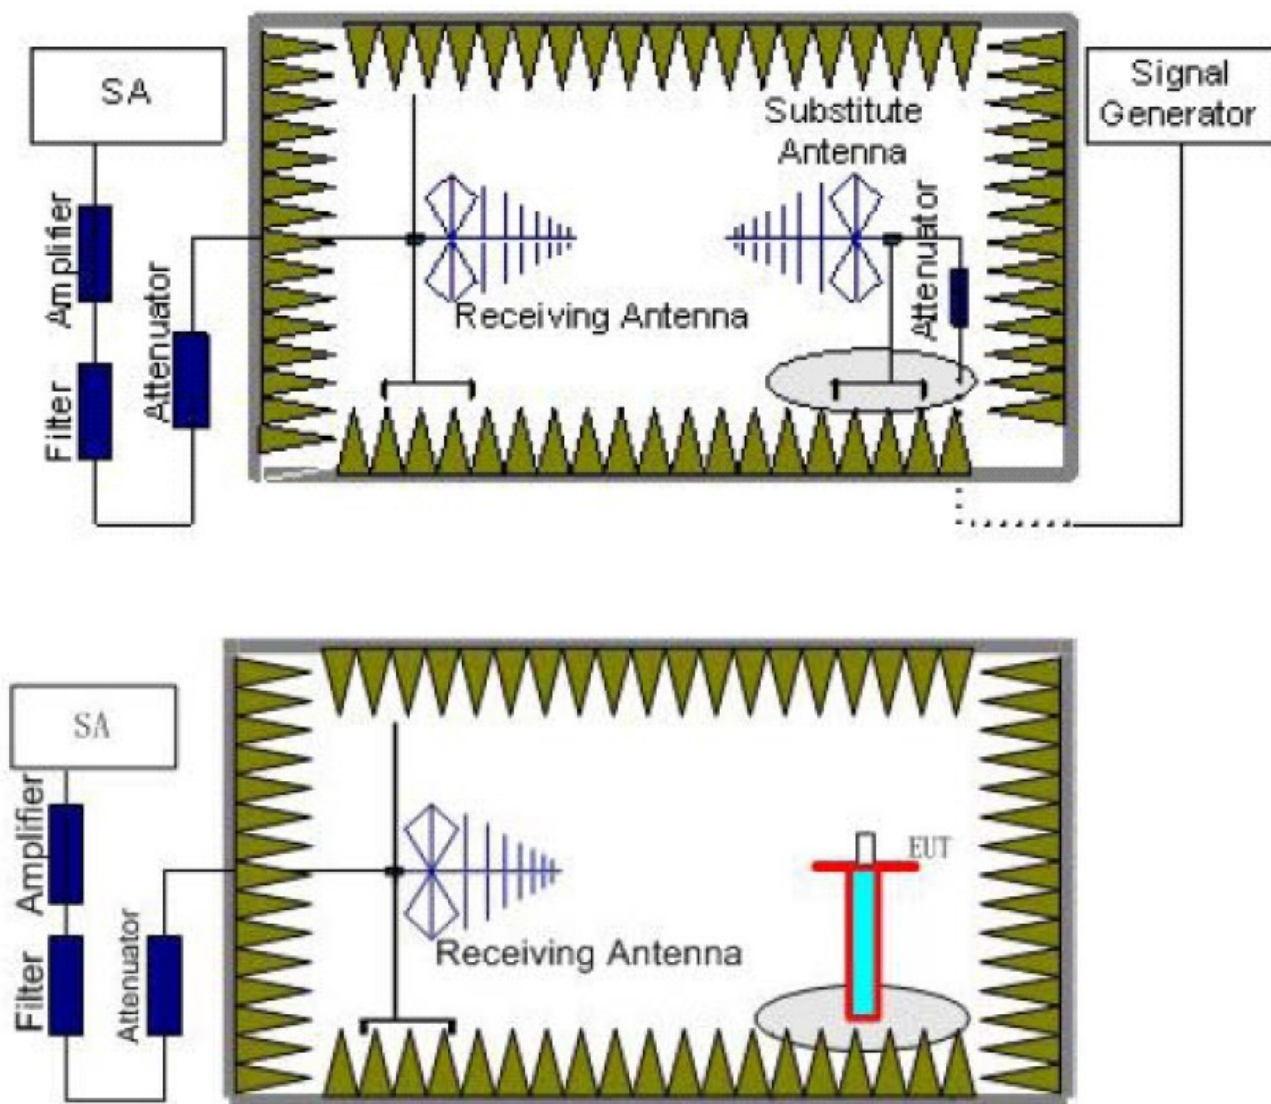 SA
Signal
Generator
Substitute
Antenna
Amplifier
Attenuator
Attenuator
Receiving Antenna
Filter
SA
Amplifier
EUT
Receiving Antenna
Filter
Attenuator